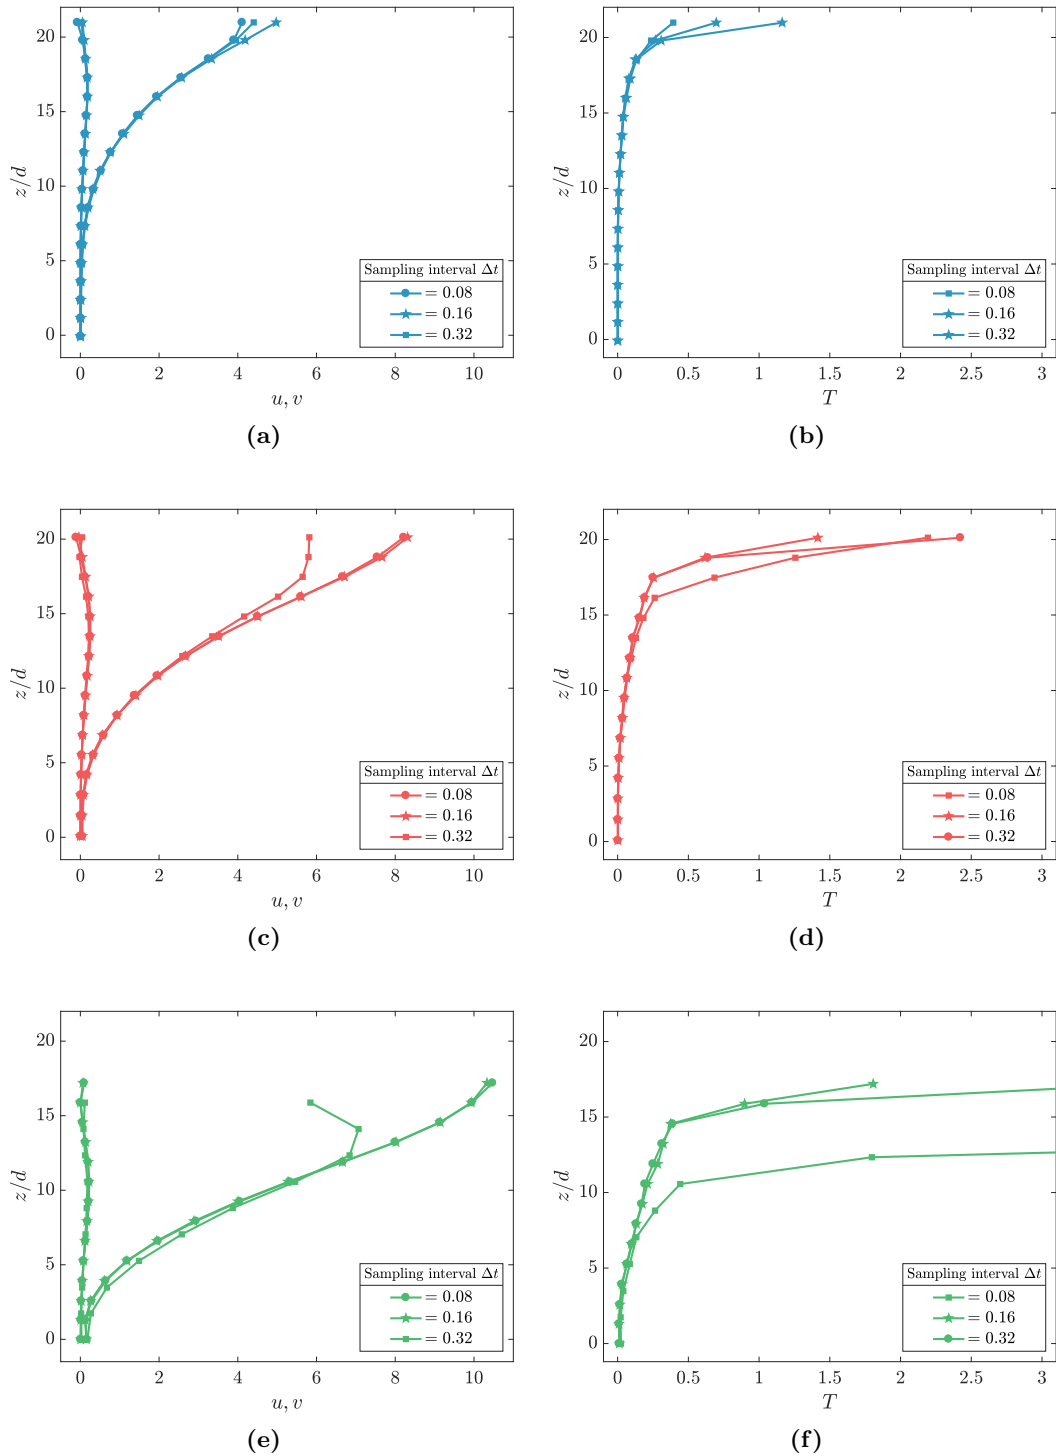 20
15
10
5
0
z/d
0 2 4 6 8 10
u, v
Sampling interval Δt
= 0.08
= 0.16
= 0.32
(a)
20
15
10
5
0
z/d
0 0.5 1 1.5 2 2.5 3
T
Sampling interval Δt
= 0.08
= 0.16
= 0.32
(b)
20
15
10
5
0
z/d
0 2 4 6 8 10
u, v
Sampling interval Δt
= 0.08
= 0.16
= 0.32
(c)
20
15
10
5
0
z/d
0 0.5 1 1.5 2 2.5 3
T
Sampling interval Δt
= 0.08
= 0.16
= 0.32
(d)
20
15
10
5
0
z/d
0 2 4 6 8 10
u, v
Sampling interval Δt
= 0.08
= 0.16
= 0.32
(e)
20
15
10
5
0
z/d
0 0.5 1 1.5 2 2.5 3
T
Sampling interval Δt
= 0.08
= 0.16
= 0.32
(f)